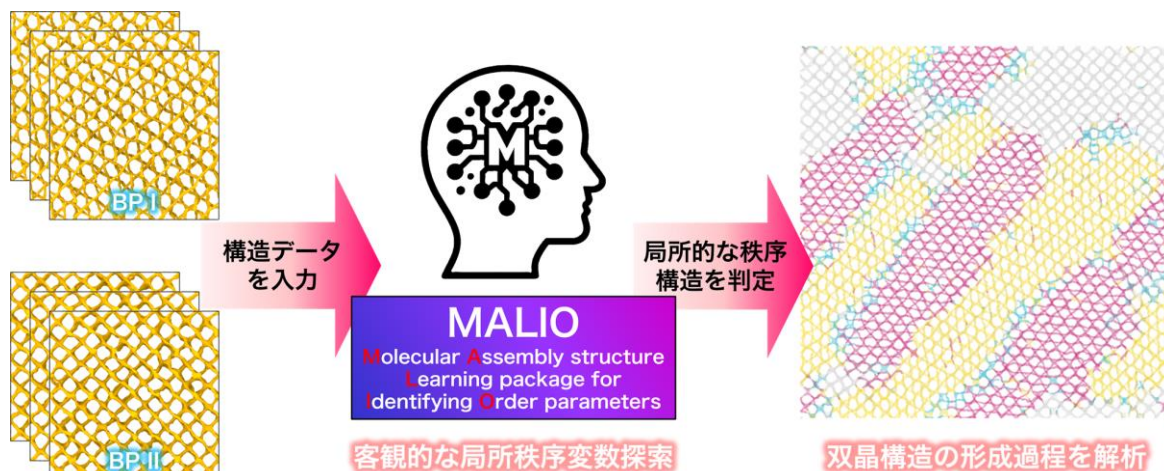 BP I
BP II
構造データ
を入力
M
MALIO
Molecular Assembly structure
Learning package for
Identifying Order parameters
客観的な局所秩序変数探索
局所的な秩序
構造を判定
双晶構造の形成過程を解析